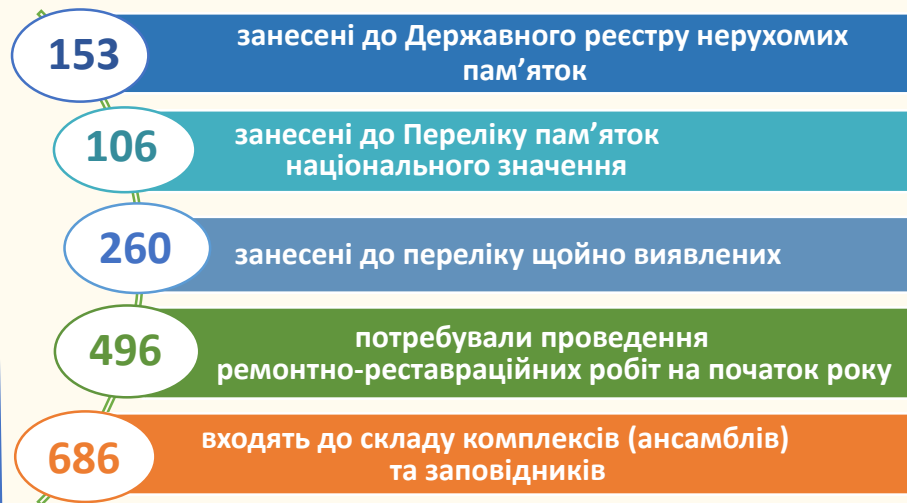 153
занесені до Державного реєстру нерухомих
пам’яток
106
занесені до Переліку пам’яток
національного значення
260
занесені до переліку щойно виявлених
496
потребували проведення
ремонтно-реставраційних робіт на початок року
686
входять до складу комплексів (ансамблів)
та заповідників